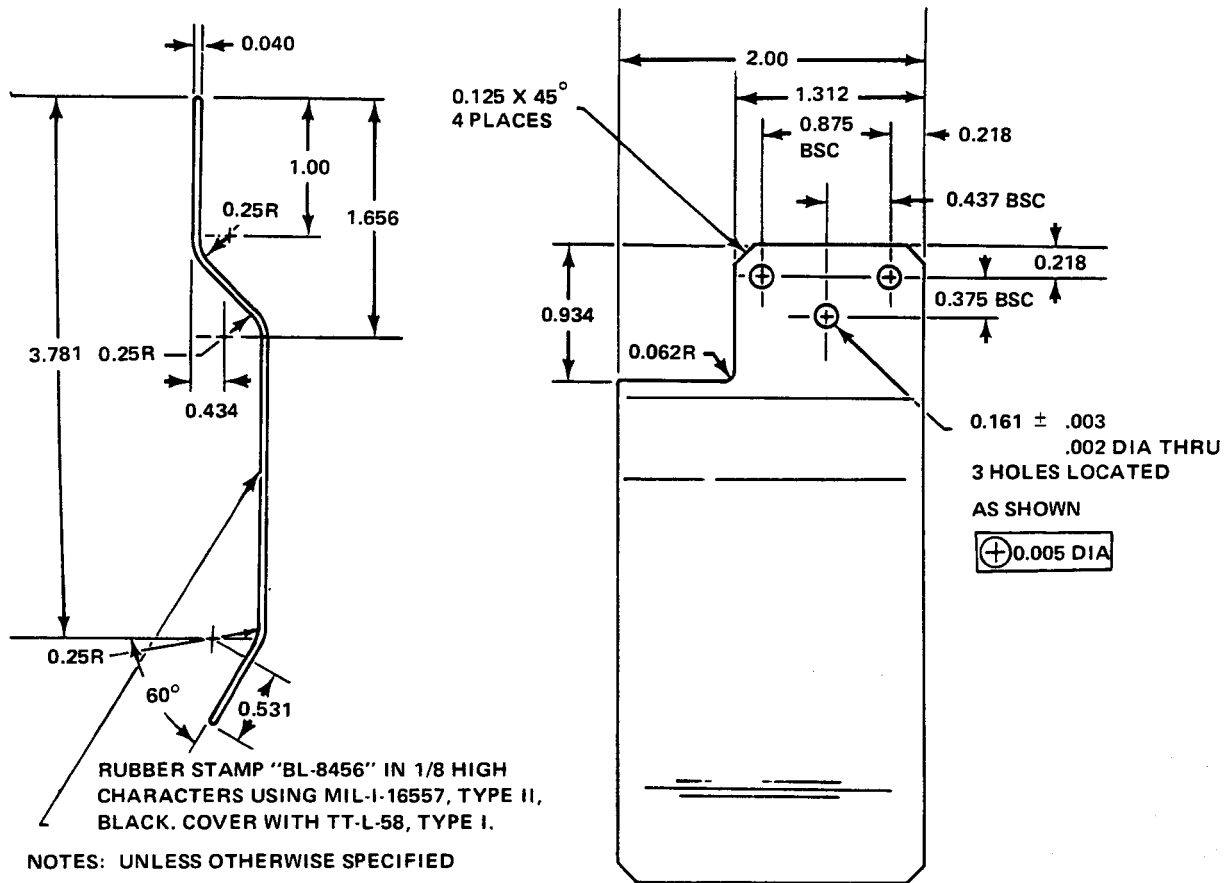 0.040
1.00
0.25R
1.656
3.781
0.25R
0.434
0.25R
60°
0.531
RUBBER STAMP "BL-8456" IN 1/8 HIGH
CHARACTERS USING MIL-I-16557, TYPE II,
BLACK. COVER WITH TT-L-58, TYPE I.
NOTES: UNLESS OTHERWISE SPECIFIED
2.00
0.125 X 45°
4 PLACES
1.312
0.875
BSC
0.218
0.437 BSC
0.218
0.375 BSC
0.934
0.062R
0.161 ± .003
.002 DIA THRU
3 HOLES LOCATED
AS SHOWN
0.005 DIA